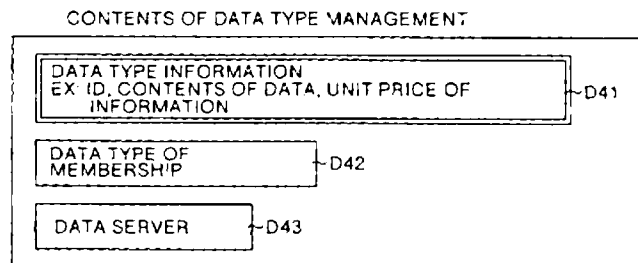 CONTENTS OF DATA TYPE MANAGEMENT
DATA TYPE INFORMATION
EX: ID, CONTENTS OF DATA, UNIT PRICE OF
INFORMATION
D41
DATA TYPE OF
MEMBERSHIP
D42
DATA SERVER
D43